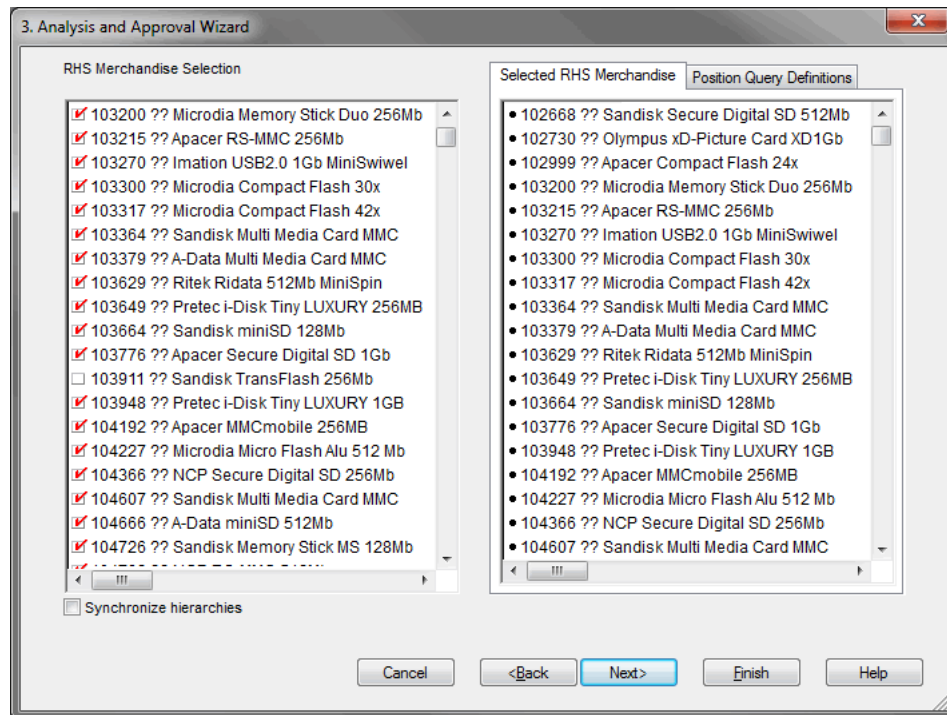 3. Analysis and Approval Wizard
RHS Merchandise Selection
103200 ?? Microdia Memory Stick Duo 256Mb
103215 ?? Apacer RS-MMC 256Mb
103270 ?? Imation USB2.0 1Gb MiniSwiwel
103300 ?? Microdia Compact Flash 30x
103317 ?? Microdia Compact Flash 42x
103364 ?? Sandisk Multi Media Card MMC
103379 ?? A-Data Multi Media Card MMC
103629 ?? Ritek Ridata 512Mb MiniSpin
103649 ?? Pretec i-Disk Tiny LUXURY 256MB
103664 ?? Sandisk miniSD 128Mb
103776 ?? Apacer Secure Digital SD 1Gb
103911 ?? Sandisk TransFlash 256Mb
103948 ?? Pretec i-Disk Tiny LUXURY 1GB
104192 ?? Apacer MMCmobile 256MB
104227 ?? Microdia Micro Flash Alu 512 Mb
104366 ?? NCP Secure Digital SD 256Mb
104607 ?? Sandisk Multi Media Card MMC
104666 ?? A-Data miniSD 512Mb
104726 ?? Sandisk Memory Stick MS 128Mb
Synchronize hierarchies
Selected RHS Merchandise
Position Query Definitions
102668 ?? Sandisk Secure Digital SD 512Mb
102730 ?? Olympus xD-Picture Card XD1Gb
102999 ?? Apacer Compact Flash 24x
103200 ?? Microdia Memory Stick Duo 256Mb
103215 ?? Apacer RS-MMC 256Mb
103270 ?? Imation USB2.0 1Gb MiniSwiwel
103300 ?? Microdia Compact Flash 30x
103317 ?? Microdia Compact Flash 42x
103364 ?? Sandisk Multi Media Card MMC
103379 ?? A-Data Multi Media Card MMC
103629 ?? Ritek Ridata 512Mb MiniSpin
103649 ?? Pretec i-Disk Tiny LUXURY 256MB
103664 ?? Sandisk miniSD 128Mb
103776 ?? Apacer Secure Digital SD 1Gb
103948 ?? Pretec i-Disk Tiny LUXURY 1GB
104192 ?? Apacer MMCmobile 256MB
104227 ?? Microdia Micro Flash Alu 512 Mb
104366 ?? NCP Secure Digital SD 256Mb
104607 ?? Sandisk Multi Media Card MMC
Cancel
<Back
Next>
Finish
Help